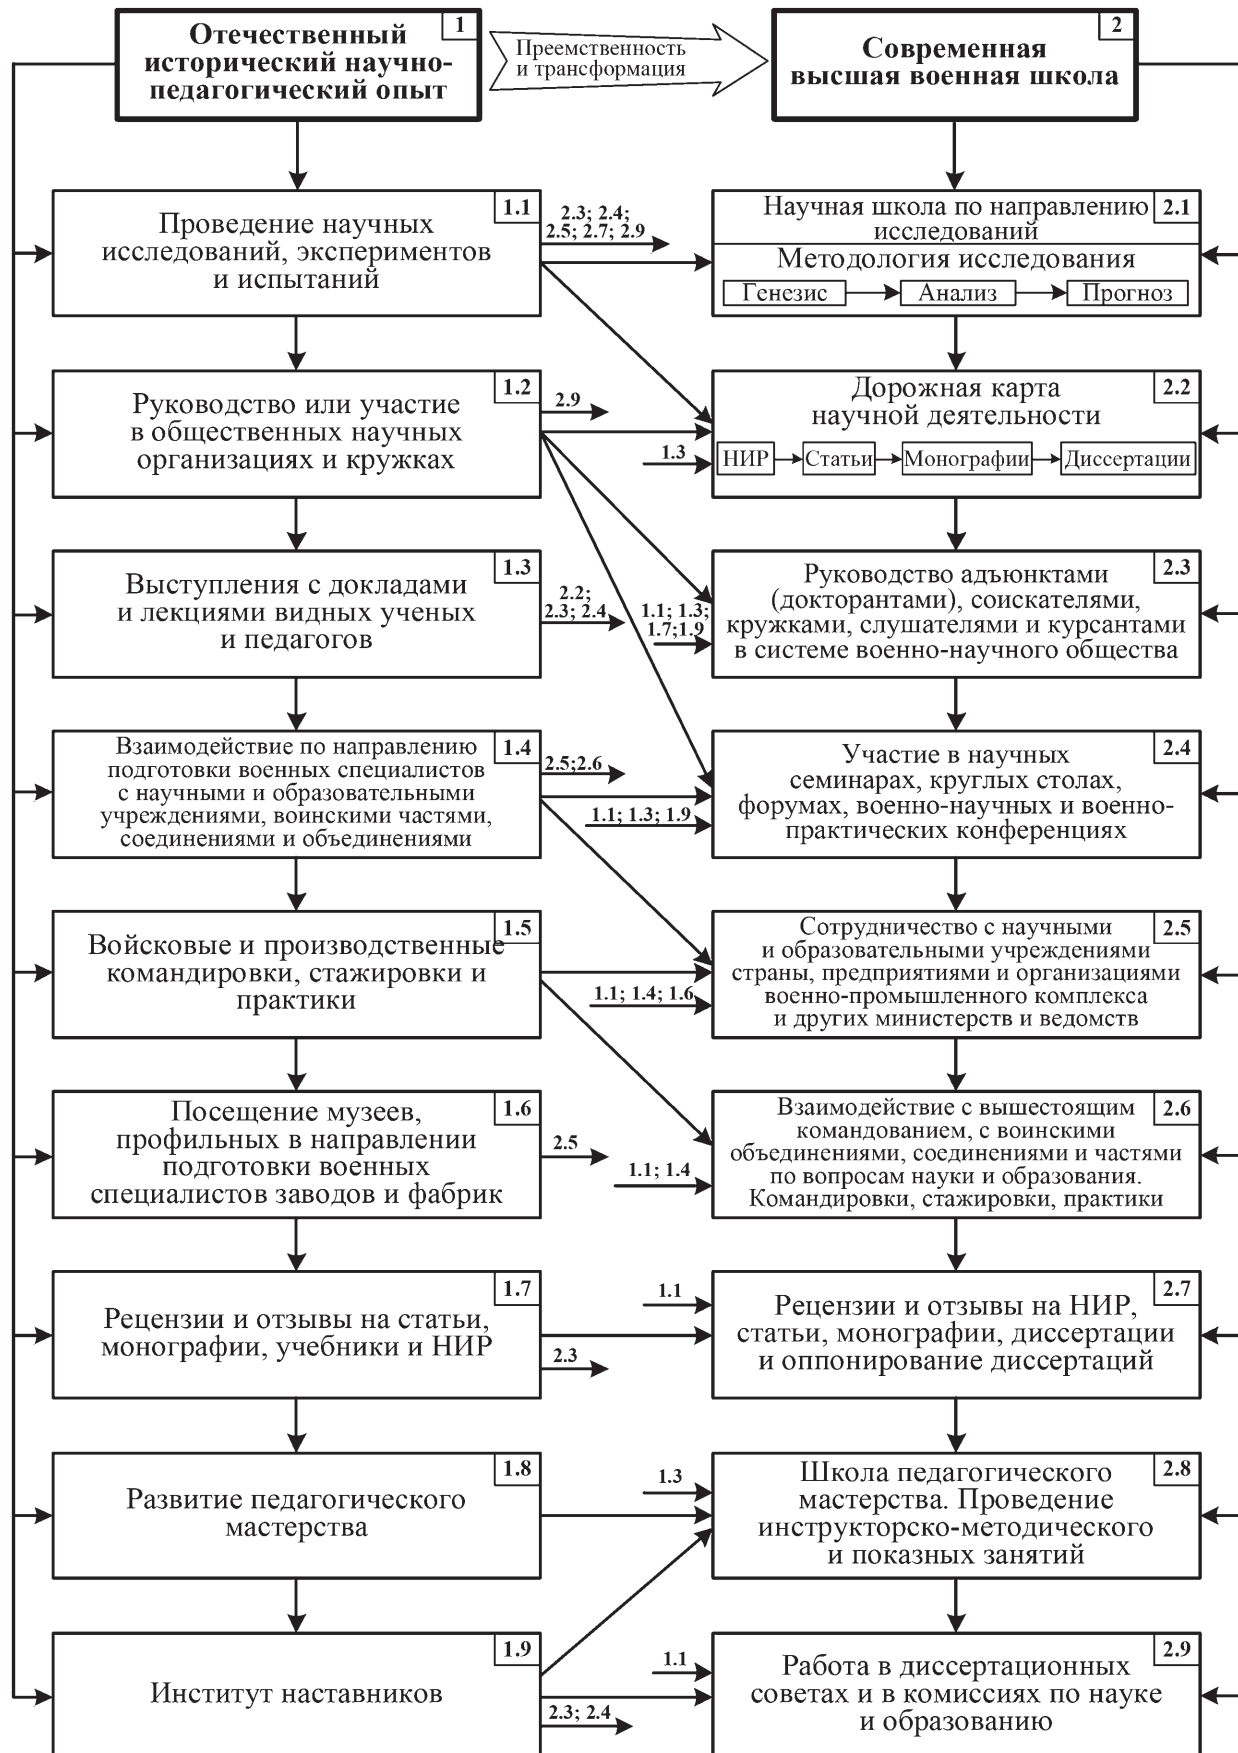 1
Отечественный
исторический научно-
педагогический опыт
Преемственность
и трансформация
2
Современная
высшая военная школа
1.1
Проведение научных
исследований, экспериментов
и испытаний
2.3; 2.4;
2.5; 2.7; 2.9
2.1
Научная школа по направлению
исследований
Методология исследования
Генезис
Анализ
Прогноз
1.2
Руководство или участие
в общественных научных
организациях и кружках
2.9
1.3
2.2
Дорожная карта
научной деятельности
НИР
Статьи
Монографии
Диссертации
1.3
Выступления с докладами
и лекциями видных ученых
и педагогов
2.2;
2.3; 2.4
1.1; 1.3;
1.7;1.9
2.3
Руководство адъюнктами
(докторантами), соискателями,
кружками, слушателями и курсантами
в системе военно-научного общества
1.4
Взаимодействие по направлению
подготовки военных специалистов
с научными и образовательными
учреждениями, воинскими частями,
соединениями и объединениями
2.5;2.6
1.1; 1.3; 1.9
2.4
Участие в научных
семинарах, круглых столах,
форумах, военно-научных и военно-
практических конференциях
1.5
Войсковые и производственные
командировки, стажировки и
практики
1.1; 1.4; 1.6
2.5
Сотрудничество с научными
и образовательными учреждениями
страны, предприятиями и организациями
военно-промышленного комплекса
и других министерств и ведомств
1.6
Посещение музеев,
профильных в направлении
подготовки военных
специалистов заводов и фабрик
2.5
1.1; 1.4
2.6
Взаимодействие с вышестоящим
командованием, с воинскими
объединениями, соединениями и частями
по вопросам науки и образования.
Командировки, стажировки, практики
1.7
Рецензии и отзывы на статьи,
монографии, учебники и НИР
1.1
2.3
2.7
Рецензии и отзывы на НИР,
статьи, монографии, диссертации
и оппонирование диссертаций
1.8
Развитие педагогического
мастерства
1.3
2.8
Школа педагогического
мастерства. Проведение
инструкторско-методического
и показных занятий
1.9
Институт наставников
1.1
2.3; 2.4
2.9
Работа в диссертационных
советах и в комиссиях по науке
и образованию